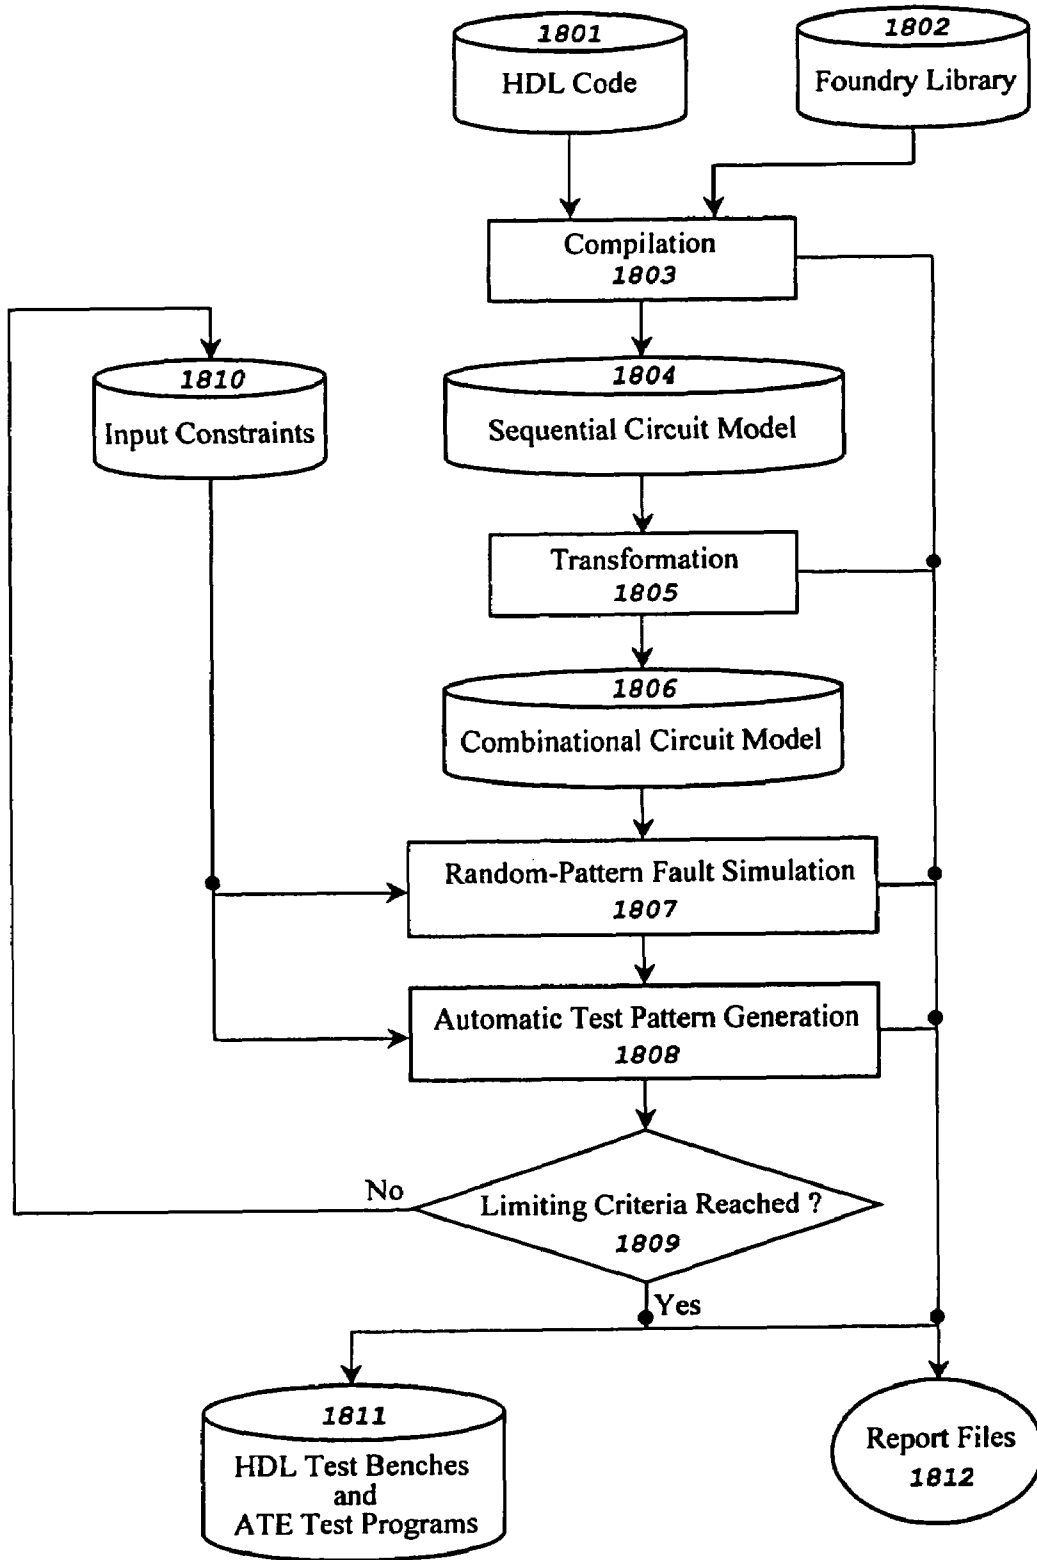 1801
HDL Code
1802
Foundry Library
Compilation
1803
1810
Input Constraints
1804
Sequential Circuit Model
Transformation
1805
1806
Combinational Circuit Model
Random-Pattern Fault Simulation
1807
Automatic Test Pattern Generation
1808
No
Limiting Criteria Reached ?
1809
Yes
1811
HDL Test Benches
and
ATE Test Programs
Report Files
1812